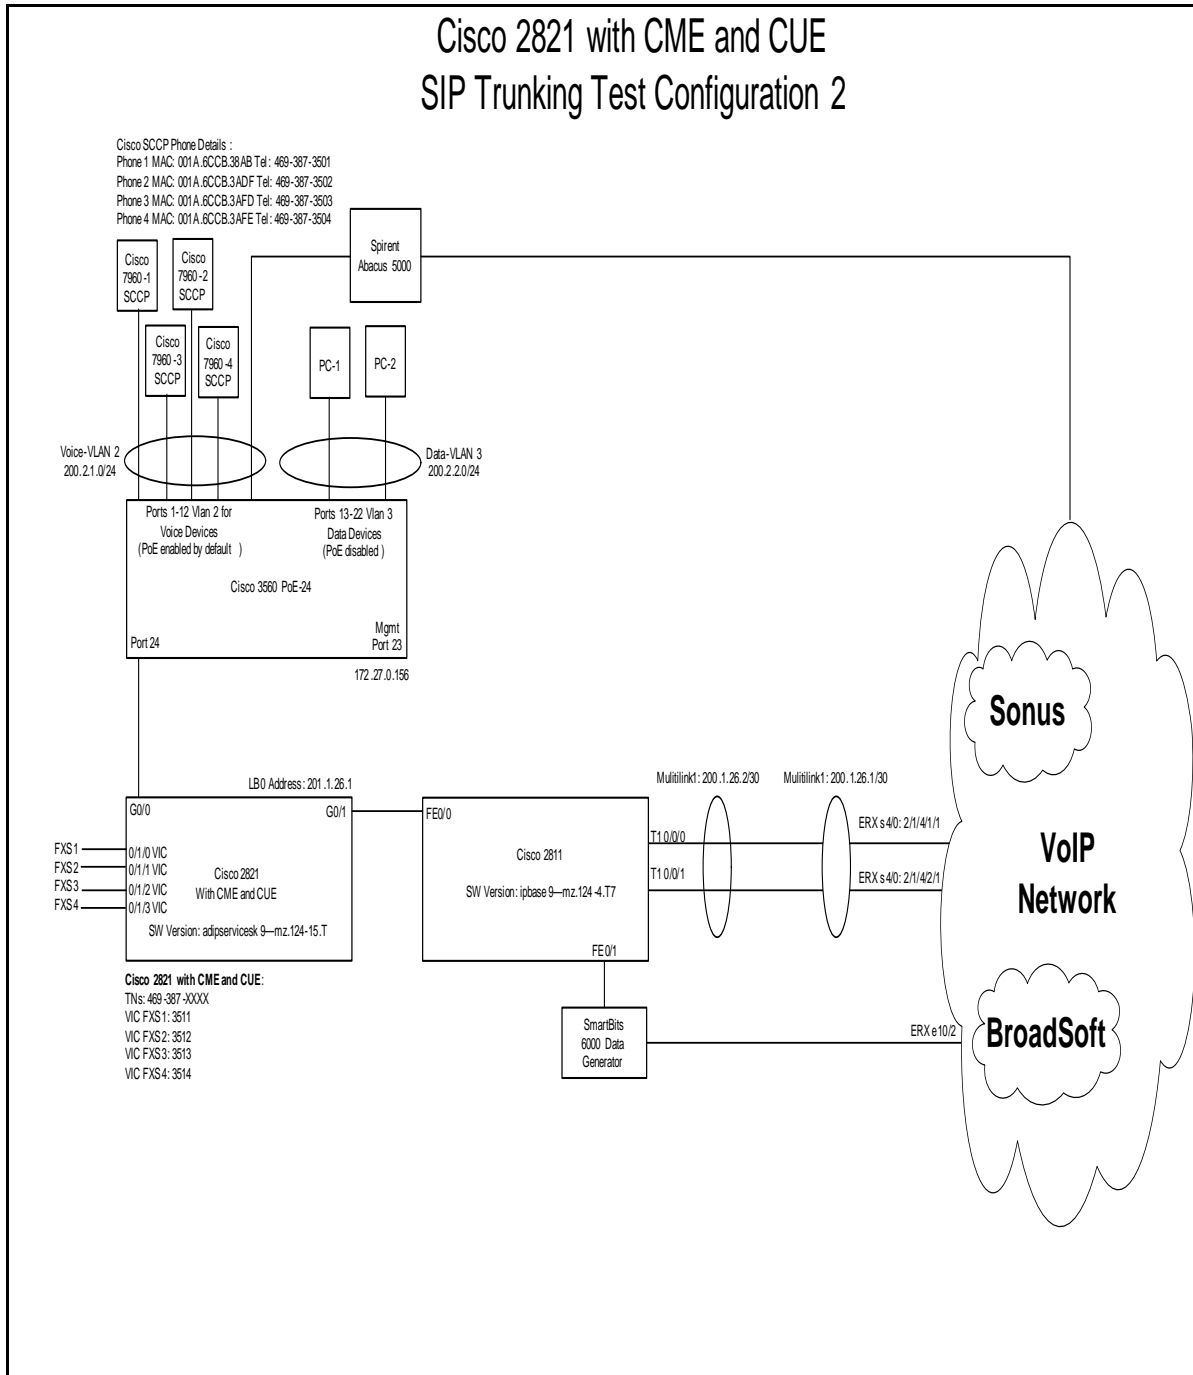 Cisco 2821 with CME and CUE
SIP Trunking Test Configuration 2
Cisco SCCP Phone Details :
Phone 1 MAC: 001A.6CCB.38AB Tel: 469-387-3501
Phone 2 MAC: 001A.6CCB.3ADF Tel: 469-387-3502
Phone 3 MAC: 001A.6CCB.3AFD Tel: 469-387-3503
Phone 4 MAC: 001A.6CCB.3AFE Tel: 469-387-3504
Cisco
7960-1
SCCP
Cisco
7960-2
SCCP
Spirent
Abacus 5000
Cisco
7960-3
SCCP
Cisco
7960-4
SCCP
PC-1
PC-2
Voice-VLAN 2
200.2.1.0/24
Data-VLAN 3
200.2.2.0/24
Ports 1-12 Vlan 2 for
Voice Devices
(PoE enabled by default )
Ports 13-22 Vlan 3
Data Devices
(PoE disabled )
Cisco 3560 PoE-24
Port 24
Mgmt
Port 23
172.27.0.156
Sonus
VoIP
Network
BroadSoft
LB0 Address: 201.1.26.1
G0/0
G0/1
FXS1
FXS2
FXS3
FXS4
0/1/0 VIC
0/1/1 VIC
0/1/2 VIC
0/1/3 VIC
Cisco 2821
With CME and CUE
SW Version: adipservicesk 9—mz.124-15.T
FE0/0
Cisco 2811
SW Version: ipbase 9—mz.124 -4.T7
T1 0/0/0
T1 0/0/1
FE 0/1
Mulitilink1: 200.1.26.2/30
Mulitilink1: 200.1.26.1/30
ERX s4/0: 2/1/4/1/1
ERX s4/0: 2/1/4/2/1
Cisco 2821 with CME and CUE:
TNs: 469-387-XXXX
VIC FXS1: 3511
VIC FXS2: 3512
VIC FXS3: 3513
VIC FXS4: 3514
SmartBits
6000 Data
Generator
ERX e10/2